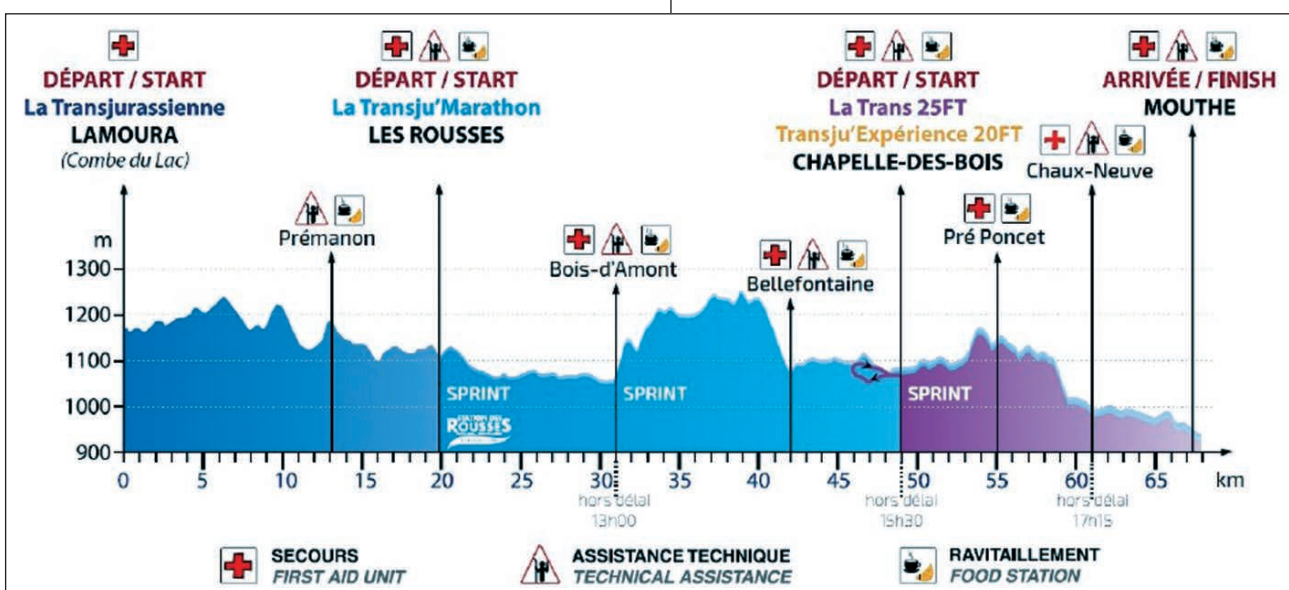 DÉPART / START
La Transjurassienne
LAMOURA
(Combe du Lac)
DÉPART / START
La Transju'Marathon
LES ROUSSES
DÉPART / START
La Trans 25FT
Transju'Expérience 20FT
CHAPELLE-DES-BOIS
ARRIVÉE / FINISH
MOUTHE
Chaux-Neuve
Prémanon
Pré Poncet
Bois-d'Amont
Bellefontaine
m
1300
1200
1100
1000
900
SPRINT
SPRINT
SPRINT
STATION DES
ROUSSES
0 5 10 15 20 25 30 35 40 45 50 55 60 65 km
hors délai
13h00
hors délai
15h30
hors délai
17h15
SECOURS
FIRST AID UNIT
ASSISTANCE TECHNIQUE
TECHNICAL ASSISTANCE
RAVITAILLEMENT
FOOD STATION